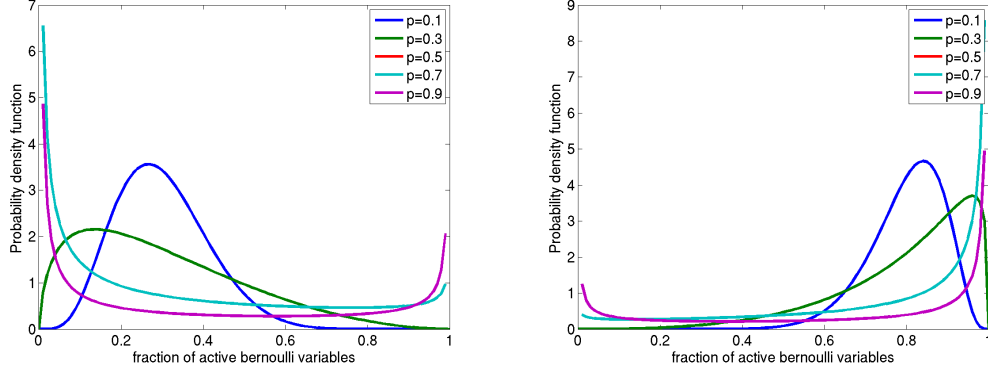 7
6
5
4
3
2
1
0
Probability density function
0
0.2
0.4
0.6
0.8
1
fraction of active bernoulli variables
p=0.1
p=0.3
p=0.5
p=0.7
p=0.9
9
8
7
6
5
4
3
2
1
0
Probability density function
0
0.2
0.4
0.6
0.8
1
fraction of active bernoulli variables
p=0.1
p=0.3
p=0.5
p=0.7
p=0.9